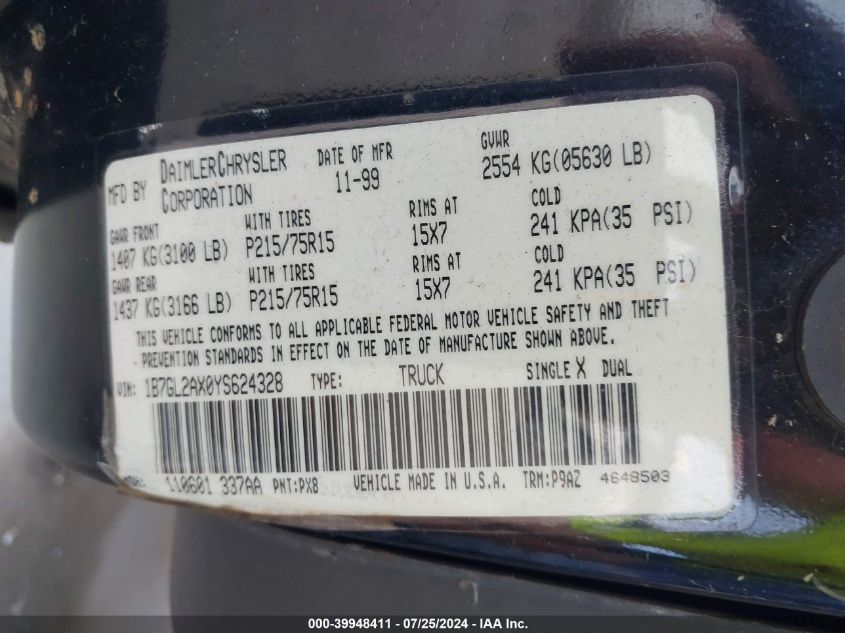 MFD BY DAIMLERCHRYSLER CORPORATION DATE OF MFR 11-99 GVWR 2554 KG(05630 LB)
GAWR FRONT WITH TIRES RIMS AT COLD
1407 KG(3100 LB) P215/75R15 15X7 241 KPA(35 PSI)
GAWR REAR WITH TIRES RIMS AT COLD
1437 KG(3166 LB) P215/75R15 15X7 241 KPA(35 PSI)
THIS VEHICLE CONFORMS TO ALL APPLICABLE FEDERAL MOTOR VEHICLE SAFETY AND THEFT
PREVENTION STANDARDS IN EFFECT ON THE DATE OF MANUFACTURE SHOWN ABOVE.
VIN: 1B7GL2AX0YS624328 TYPE: TRUCK SINGLE X DUAL
MDH: 110601 337AA PNT:PX8 VEHICLE MADE IN U.S.A. TRM:P9AZ 4648503
000-39948411 - 07/25/2024 - IAA Inc.